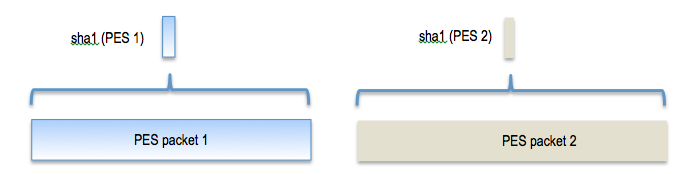 sha1 (PES 1)
sha1 (PES 2)
PES packet 1
PES packet 2